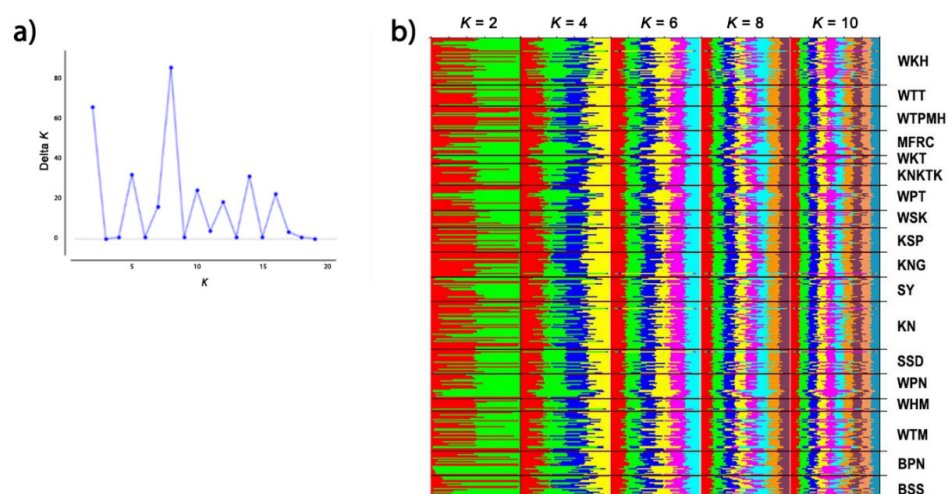 a)
Delta K
80
60
40
20
0
5
10
15
20
K
b)
K = 2 K = 4 K = 6 K = 8 K = 10
WKH
WTT
WTPMH
MFRC
WKT
KNKTK
WPT
WSK
KSP
KNG
SY
KN
SSD
WPN
WHM
WTM
BPN
BSS